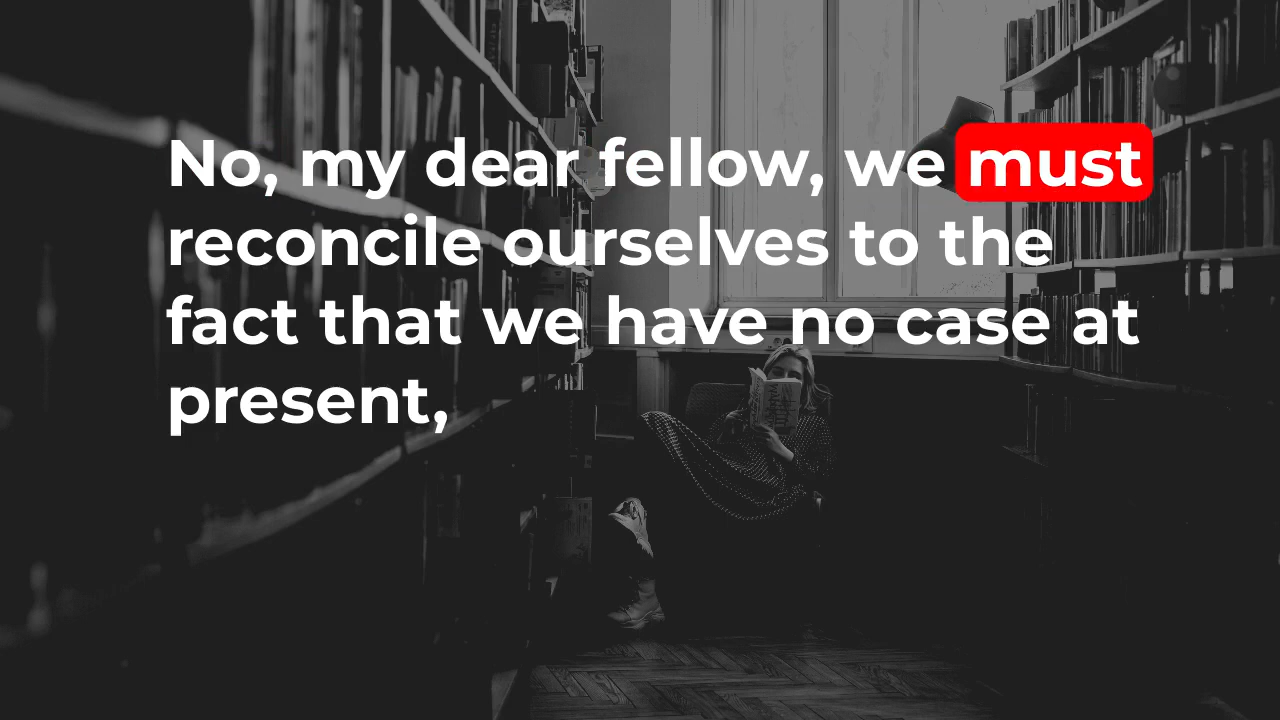 No, my dear fellow, we must
reconcile ourselves to the
fact that we have no case at
present,